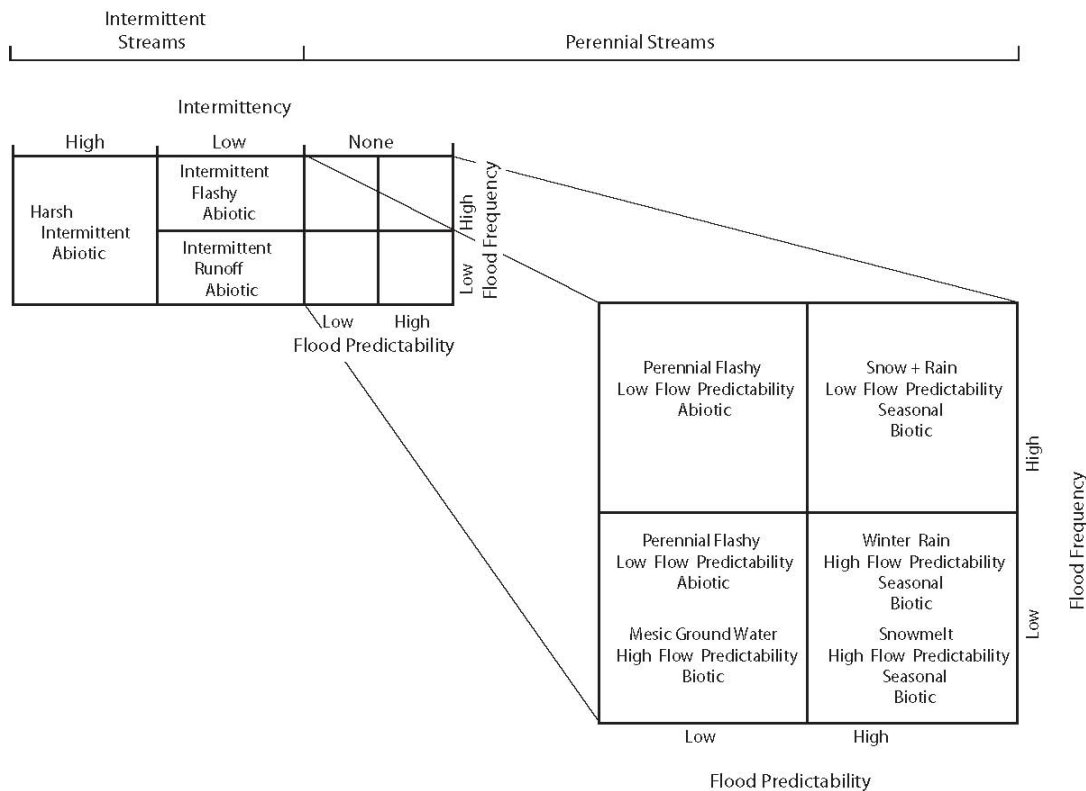 Intermittent
Streams
Perennial Streams
Intermittency
High
Low
None
Harsh
Intermittent
Abiotic
Intermittent
Flashy
Abiotic
Intermittent
Runoff
Abiotic
High
Low
Flood Frequency
Low
High
Flood Predictability
Perennial Flashy
Low Flow Predictability
Abiotic
Snow + Rain
Low Flow Predictability
Seasonal
Biotic
Perennial Flashy
Low Flow Predictability
Abiotic
Mesic Ground Water
High Flow Predictability
Biotic
Winter Rain
High Flow Predictability
Seasonal
Biotic
Snowmelt
High Flow Predictability
Seasonal
Biotic
High
Low
Flood Frequency
Low
High
Flood Predictability